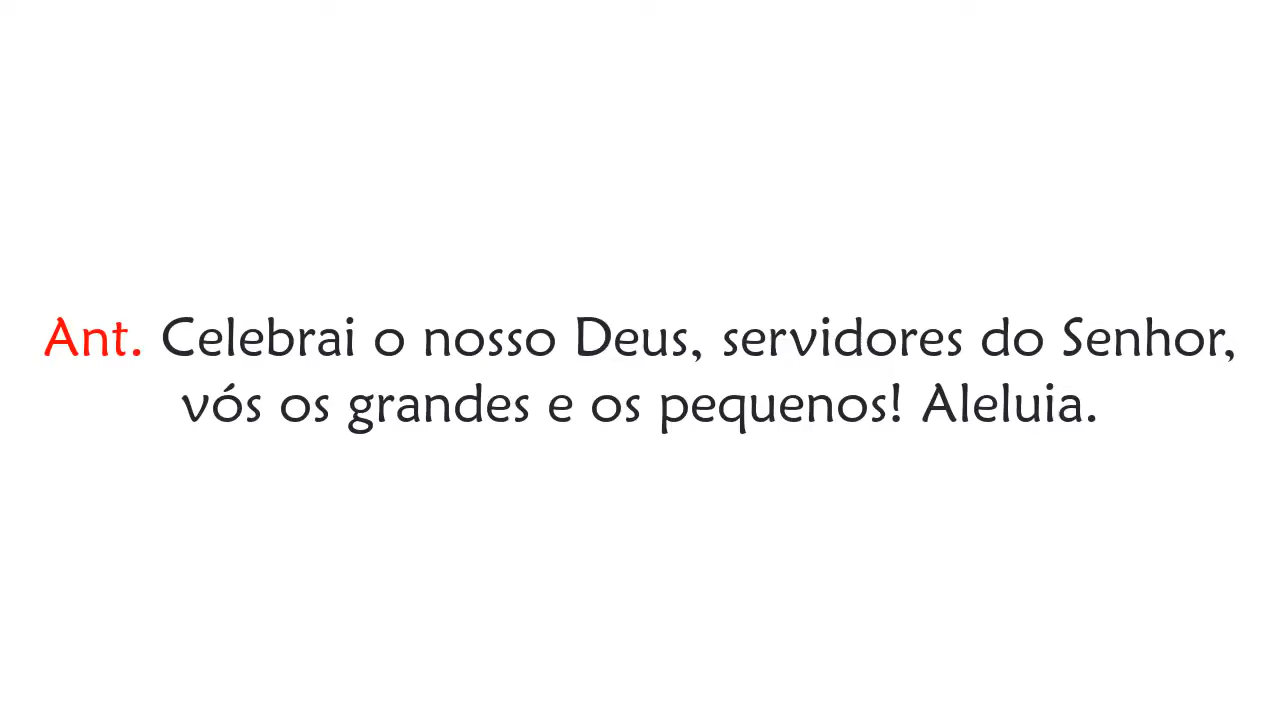 Ant. Celebrai o nosso Deus, servidores do Senhor,
vós os grandes e os pequenos! Aleluia.